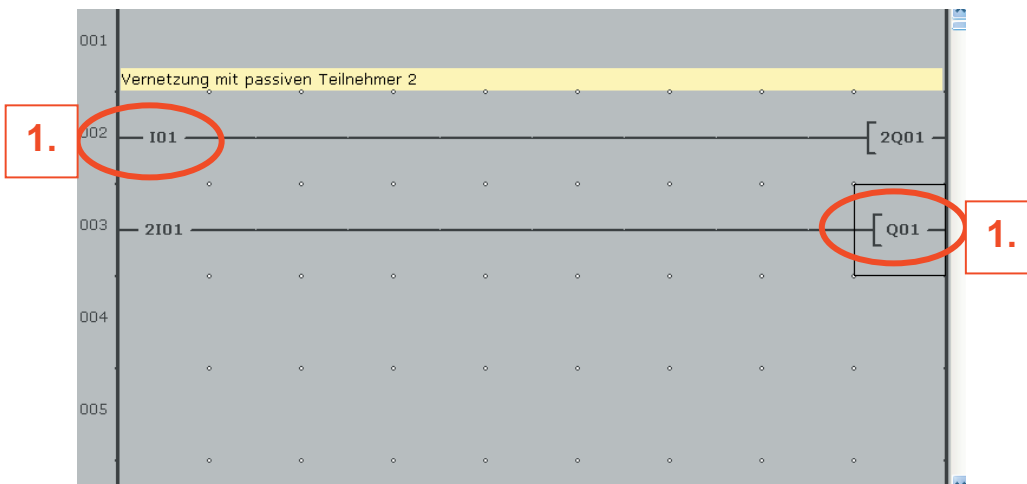 001
Vernetzung mit passiven Teilnehmer 2
1.
002 I01 2Q01
003 2I01 Q01
1.
004
005